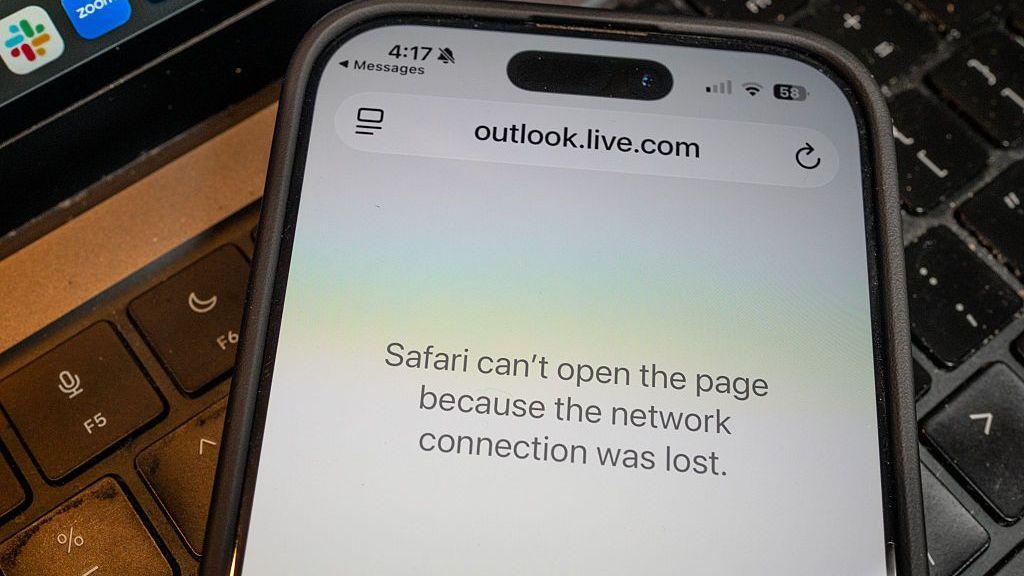 zoom
4:17
58
◄ Messages
outlook.live.com
Safari can't open the page
because the network
connection was lost.
F6
F5
%